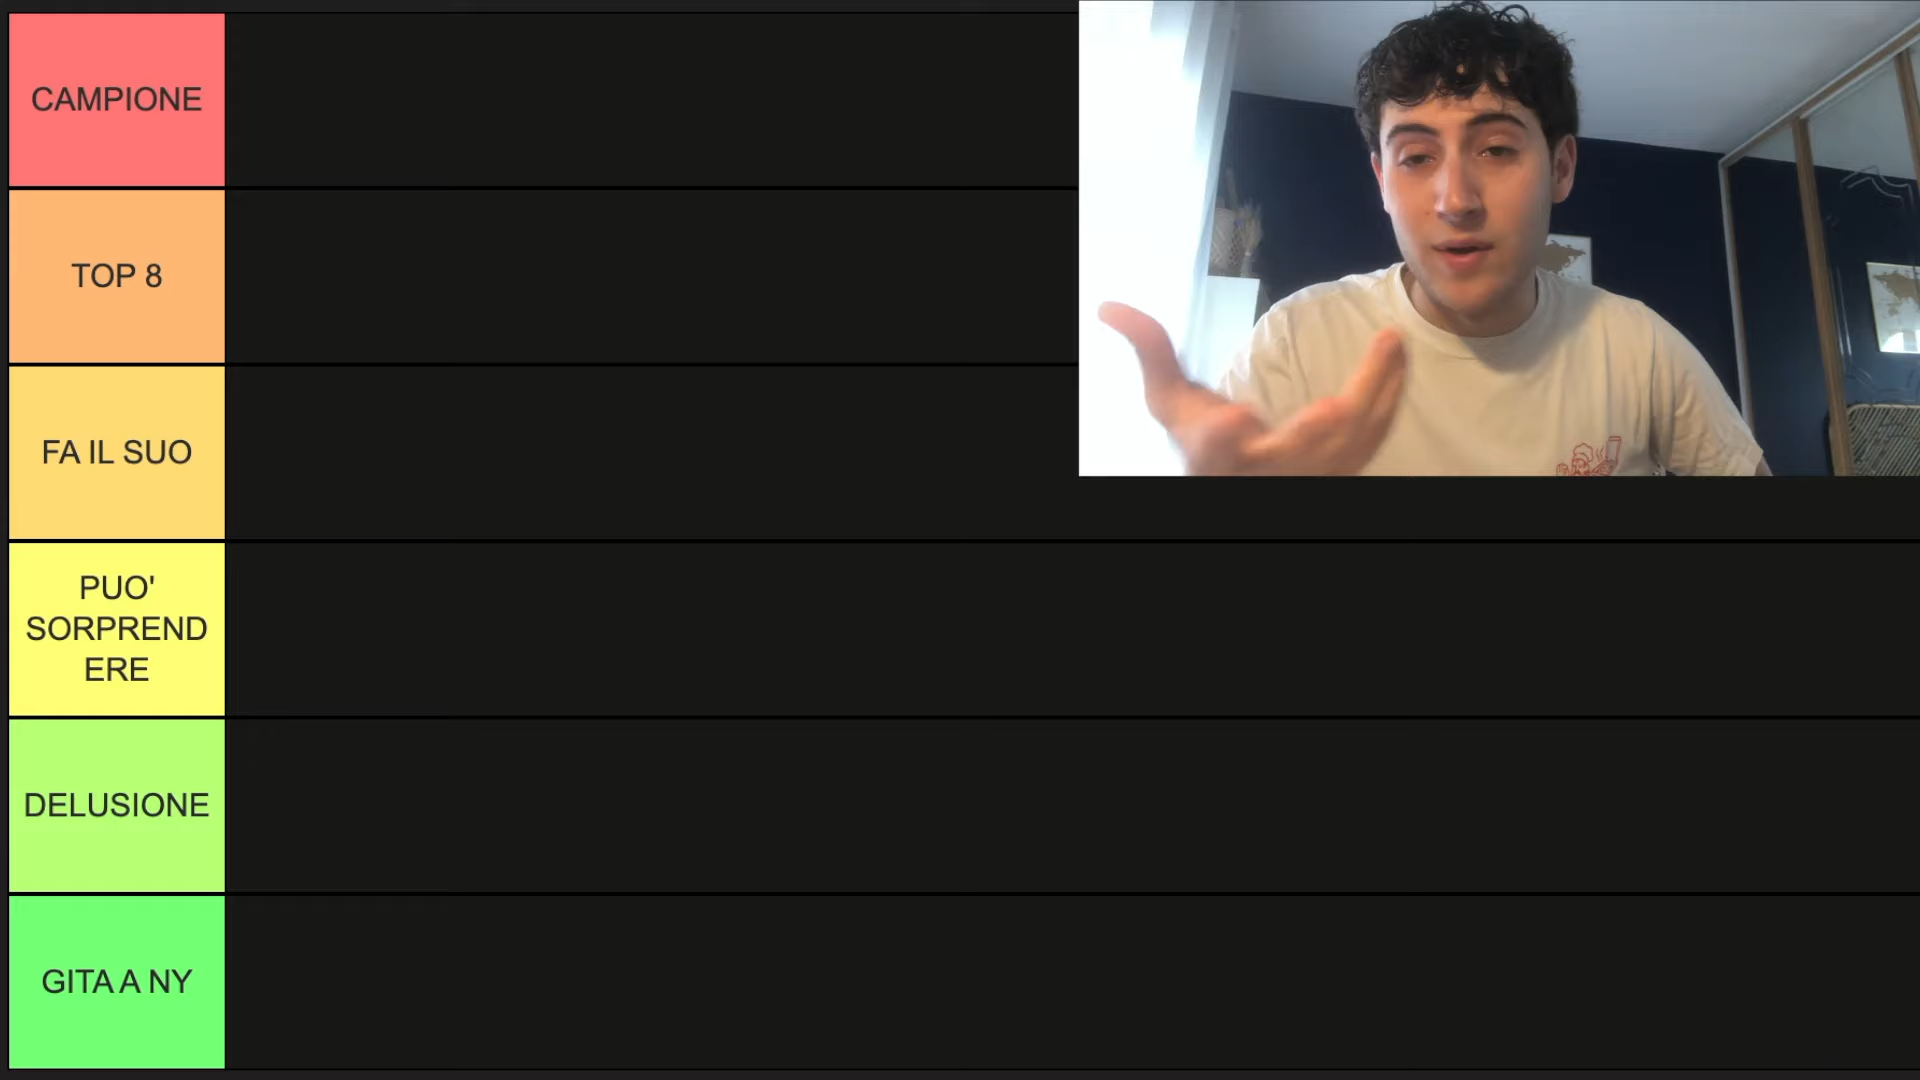 CAMPIONE
TOP 8
FA IL SUO
PUO'
SORPREND
ERE
DELUSIONE
GITA A NY